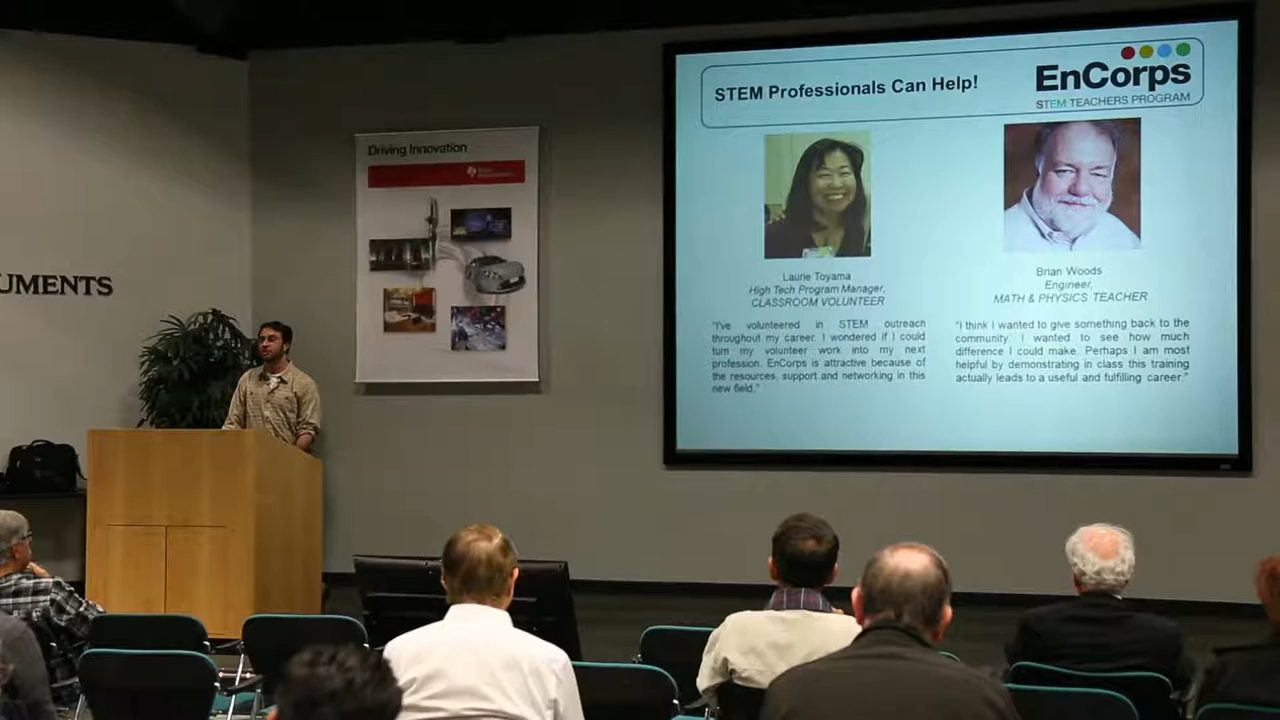 UMENTS
Driving Innovation
STEM Professionals Can Help!
EnCorps
STEM TEACHERS PROGRAM
Laurie Toyama
High Tech Program Manager,
CLASSROOM VOLUNTEER
"I've volunteered in STEM outreach
throughout my career. I wondered if I could
turn my volunteer work into my next
profession. EnCorps is attractive because of
the resources, support and networking in this
new field."
Brian Woods
Engineer,
MATH & PHYSICS TEACHER
"I think I wanted to give something back to the
community. I wanted to see how much
difference I could make. Perhaps I am most
helpful by demonstrating in class this training
actually leads to a useful and fulfilling career."